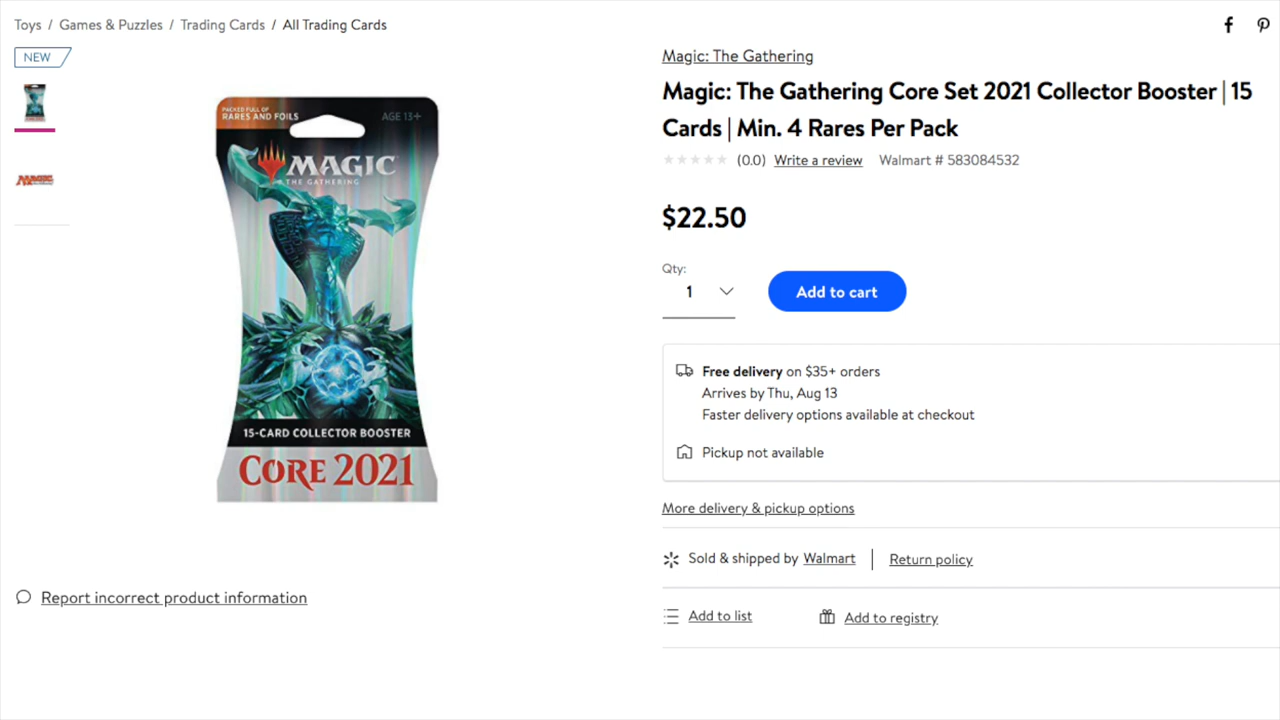 Toys / Games & Puzzles / Trading Cards / All Trading Cards
NEW
PACKED FULL OF
RARES AND FOILS
AGE 13+
MAGIC
THE GATHERING
15-CARD COLLECTOR BOOSTER
CORE 2021
MAGIC
Report incorrect product information
Magic: The Gathering
Magic: The Gathering Core Set 2021 Collector Booster | 15
Cards | Min. 4 Rares Per Pack
(0.0) Write a review Walmart # 583084532
$22.50
Qty:
1
Add to cart
Free delivery on $35+ orders
Arrives by Thu, Aug 13
Faster delivery options available at checkout
Pickup not available
More delivery & pickup options
Sold & shipped by Walmart | Return policy
Add to list
Add to registry